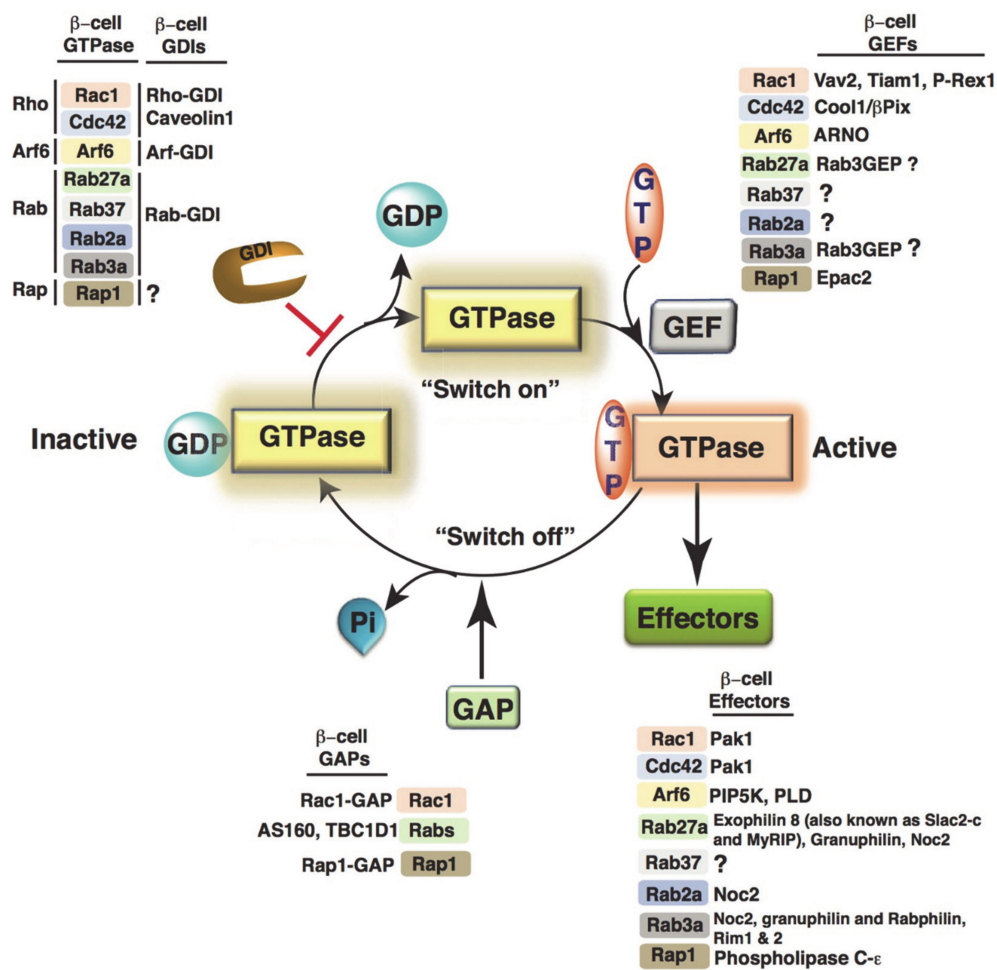 β-cell
GTPase
β-cell
GDIs
Rho
Rac1
Cdc42
Rho-GDI
Caveolin1
Arf6
Arf6
Arf-GDI
Rab
Rab27a
Rab37
Rab2a
Rab3a
Rab-GDI
Rap
Rap1
?
β-cell
GEFs
Rac1 Vav2, Tiam1, P-Rex1
Cdc42 Cool1/βPix
Arf6 ARNO
Rab27a Rab3GEP ?
Rab37 ?
Rab2a ?
Rab3a Rab3GEP ?
Rap1 Epac2
GDI
GDP
GTP
GTPase
GEF
“Switch on”
Inactive
GDP
GTPase
GTP
GTPase
Active
“Switch off”
Pi
GAP
Effectors
β-cell
GAPs
Rac1-GAP Rac1
AS160, TBC1D1 Rabs
Rap1-GAP Rap1
β-cell
Effectors
Rac1 Pak1
Cdc42 Pak1
Arf6 PIP5K, PLD
Rab27a Exophilin 8 (also known as Slac2-c
and MyRIP), Granuphilin, Noc2
Rab37 ?
Rab2a Noc2
Rab3a Noc2, granuphilin and Rabphilin,
Rim1 & 2
Rap1 Phospholipase C-ε